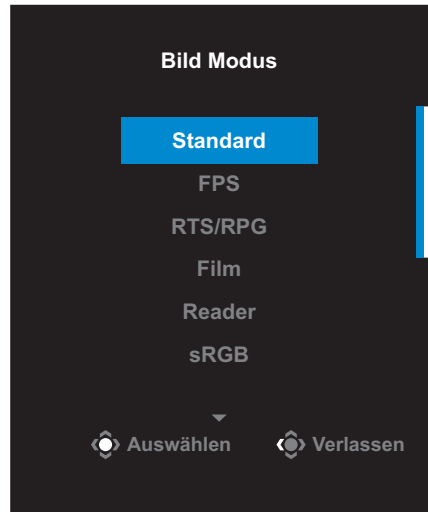 Bild Modus
Standard
FPS
RTS/RPG
Film
Reader
sRGB
Auswählen Verlassen